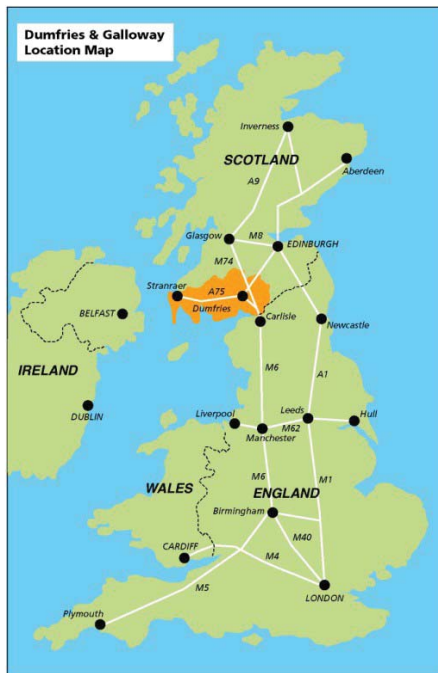 Dumfries & Galloway
Location Map
Inverness
SCOTLAND
Aberdeen
A9
Glasgow
M8
EDINBURGH
M74
Stranraer
A75
Dumfries
Carlisle
BELFAST
Newcastle
IRELAND
M6
A1
DUBLIN
Liverpool
Leeds
Hull
M62
Manchester
WALES
M6
M1
ENGLAND
Birmingham
M40
CARDIFF
M4
M5
LONDON
Plymouth